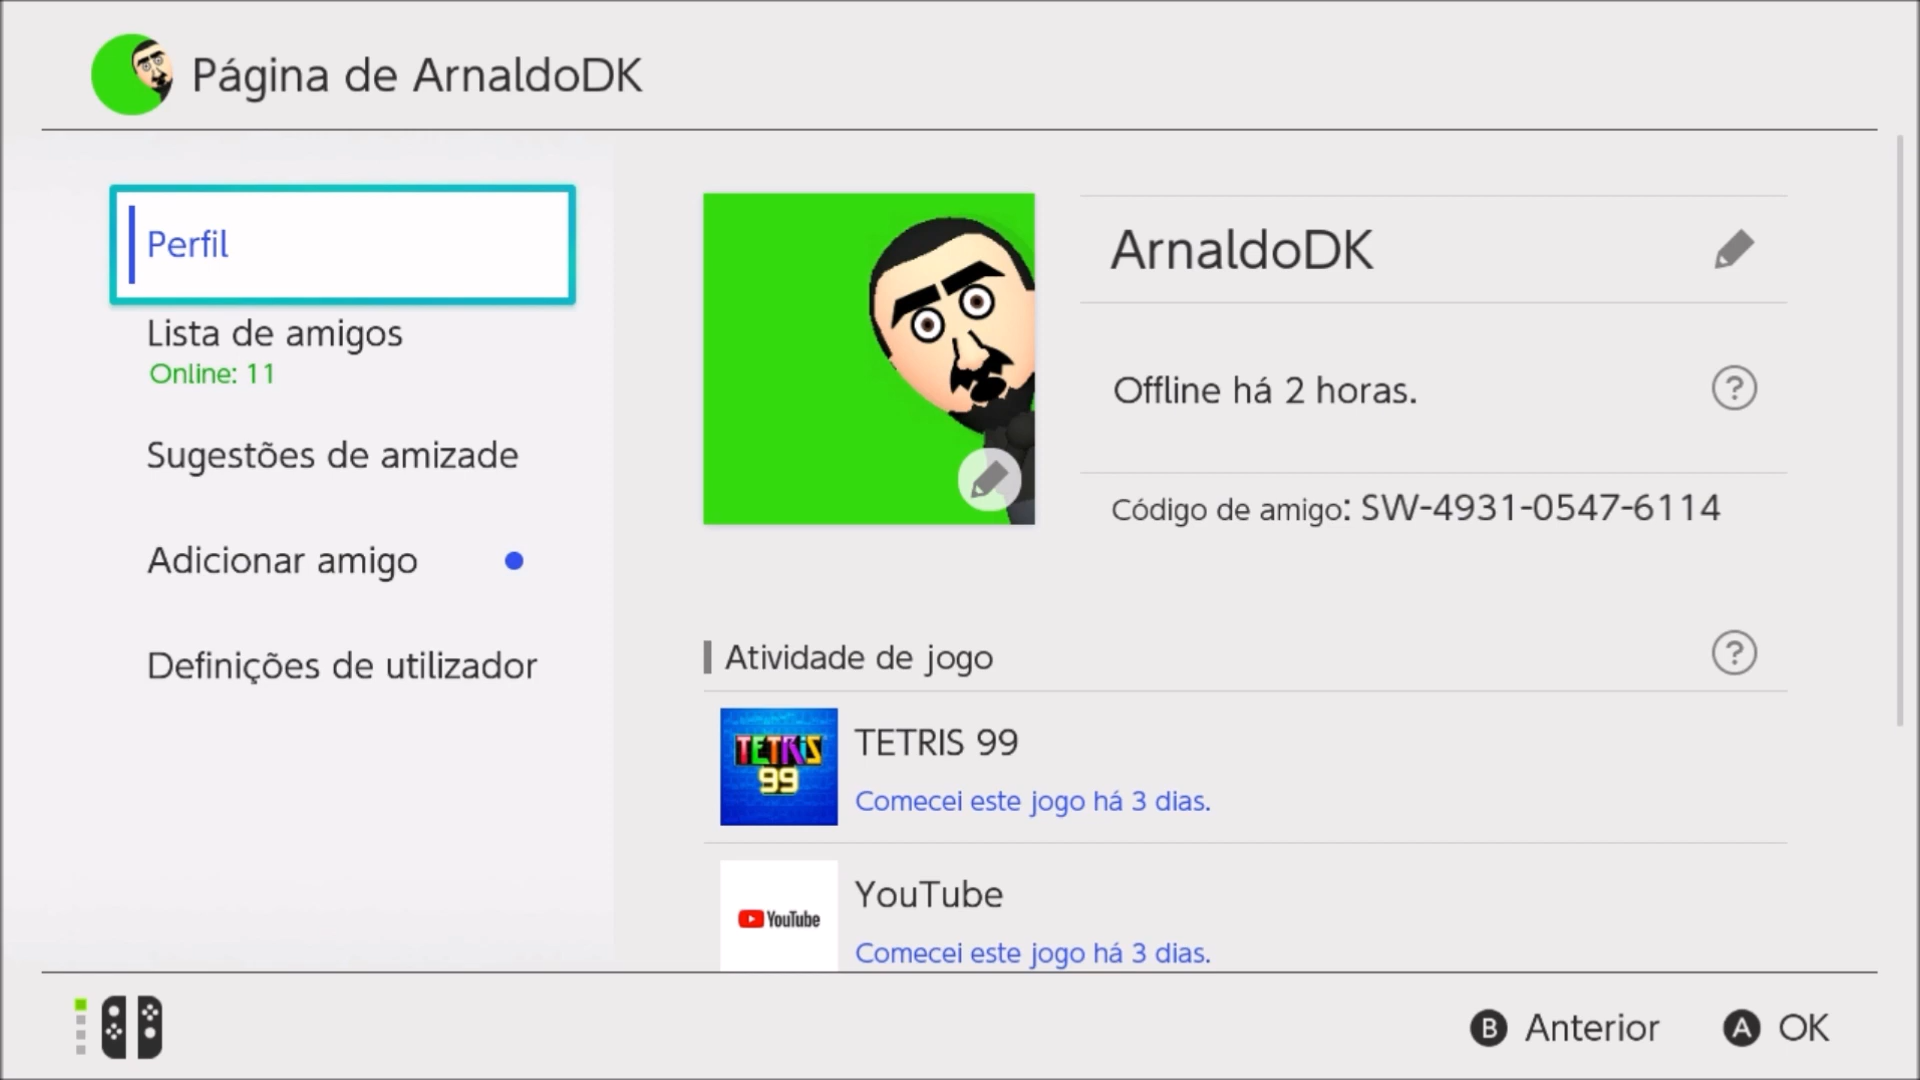 Página de ArnaldoDK
Perfil
Lista de amigos
Online: 11
Sugestões de amizade
Adicionar amigo
Definições de utilizador
ArnaldoDK
Offline há 2 horas.
?
Código de amigo: SW-4931-0547-6114
Atividade de jogo
?
TETRIS 99
TETRIS 99
Comecei este jogo há 3 dias.
YouTube
YouTube
Comecei este jogo há 3 dias.
B Anterior
A OK